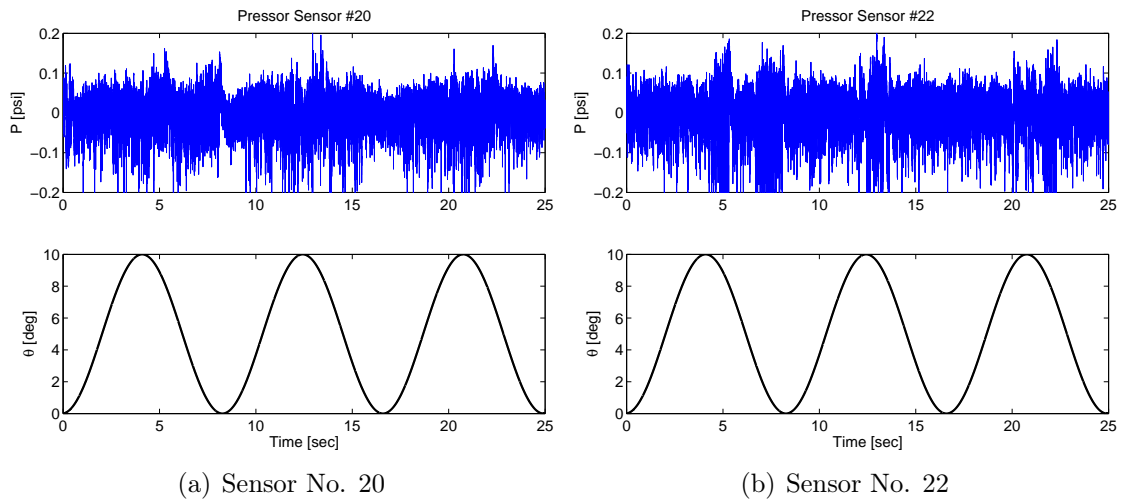 Pressor Sensor #20
0.2
0.1
0
−0.1
−0.2
P [psi]
0 5 10 15 20 25
10
8
6
4
2
0
θ [deg]
0 5 10 15 20 25
Time [sec]
(a) Sensor No. 20
Pressor Sensor #22
0.2
0.1
0
−0.1
−0.2
P [psi]
0 5 10 15 20 25
10
8
6
4
2
0
θ [deg]
0 5 10 15 20 25
Time [sec]
(b) Sensor No. 22